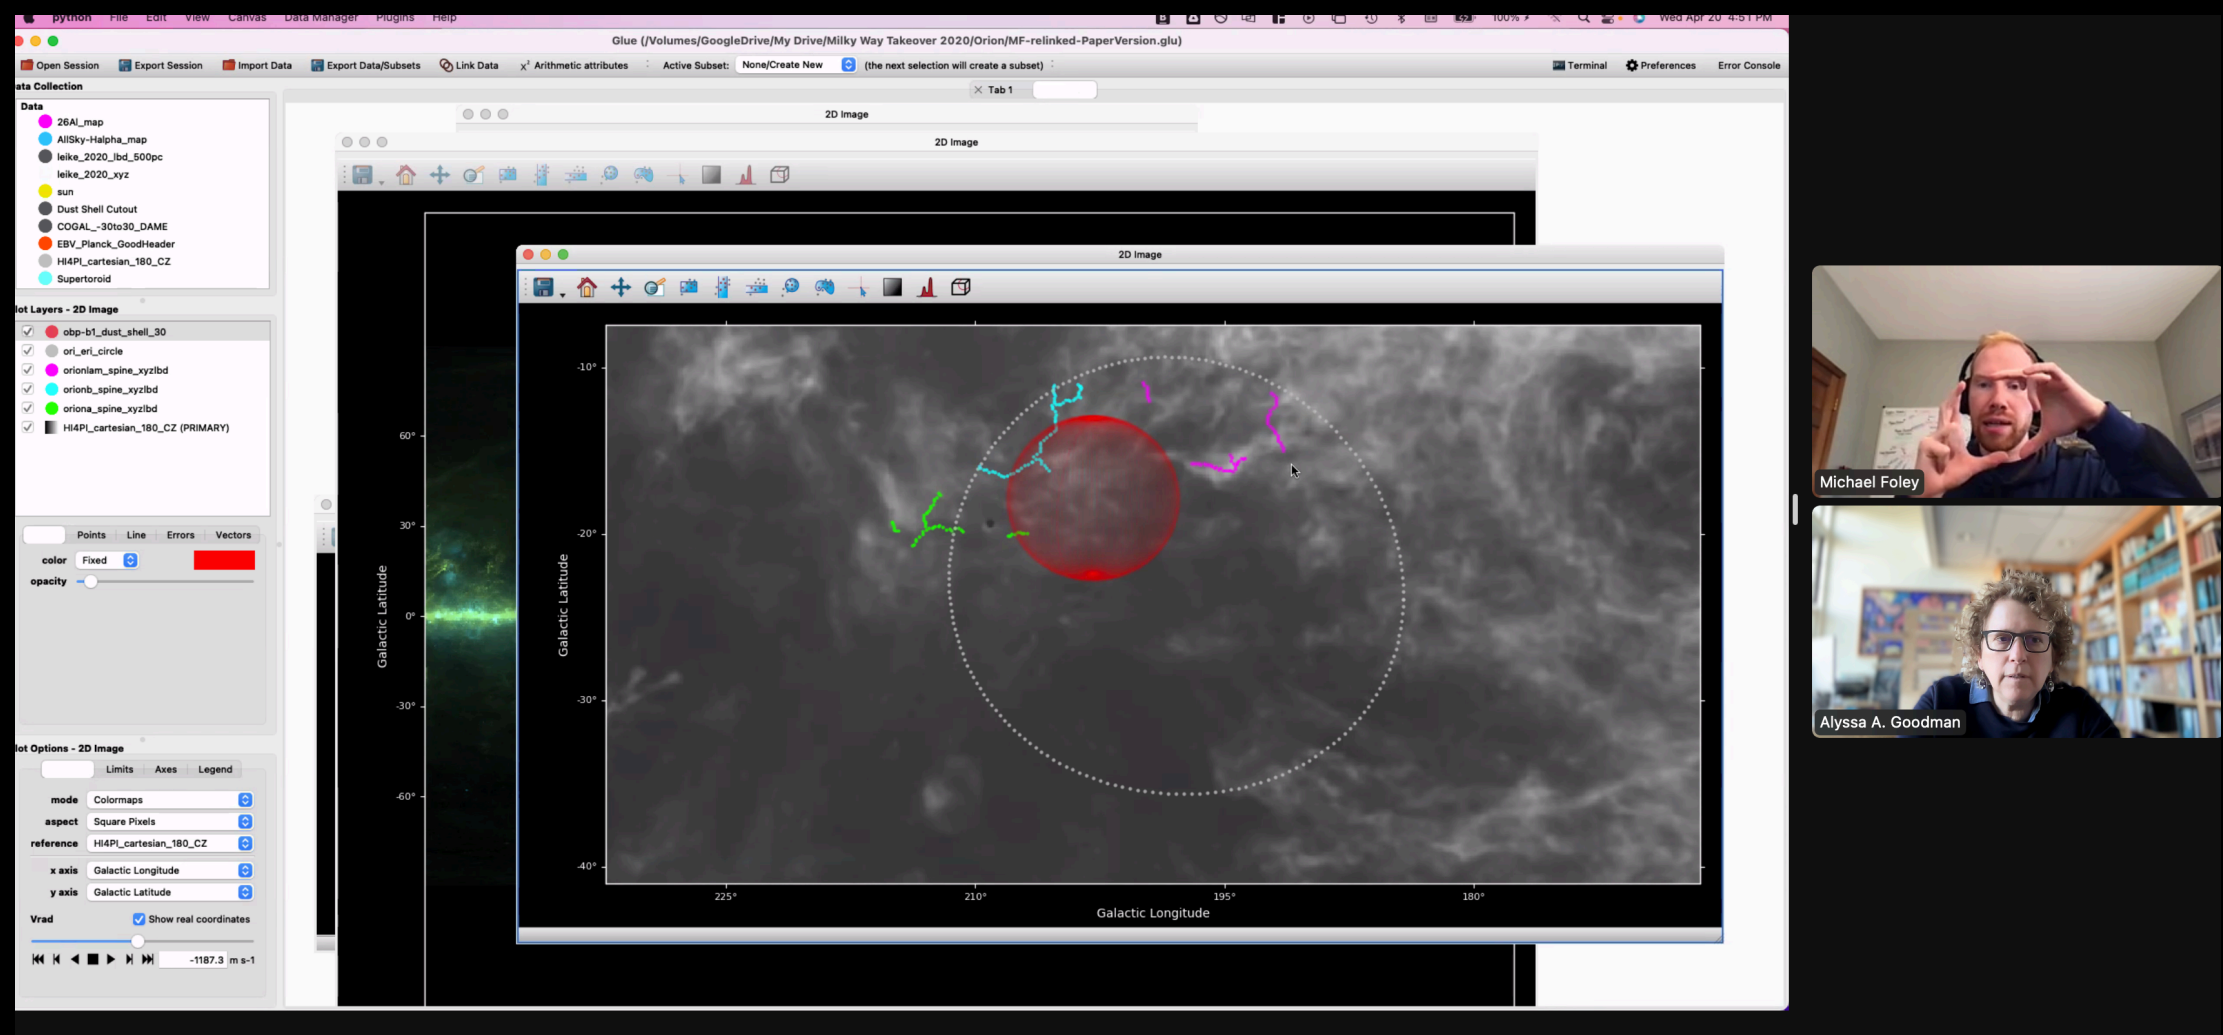 python File Edit View Canvas Data Manager Plugins Help 100% Wed Apr 20 4:51 PM
Glue (/Volumes/GoogleDrive/My Drive/Milky Way Takeover 2020/Orion/MF-relinked-PaperVersion.glu)
Open Session Export Session Import Data Export Data/Subsets Link Data x² Arithmetic attributes Active Subset: None/Create New (the next selection will create a subset) Terminal Preferences Error Console
ata Collection
Tab 1
Data
26Al_map
AllSky-Halpha_map
leike_2020_lbd_500pc
leike_2020_xyz
sun
Dust Shell Cutout
COGAL_-30to30_DAME
EBV_Planck_GoodHeader
HI4PI_cartesian_180_CZ
Supertoroid
lot Layers - 2D Image
obp-b1_dust_shell_30
ori_eri_circle
orionlam_spine_xyzlbd
orionb_spine_xyzlbd
oriona_spine_xyzlbd
HI4PI_cartesian_180_CZ (PRIMARY)
Points Line Errors Vectors
color Fixed
opacity
lot Options - 2D Image
Limits Axes Legend
mode Colormaps
aspect Square Pixels
reference HI4PI_cartesian_180_CZ
x axis Galactic Longitude
y axis Galactic Latitude
Vrad Show real coordinates
-1187.3 m s-1
2D Image
2D Image
60°
30°
0°
-30°
-60°
Galactic Latitude
2D Image
-10°
-20°
-30°
-40°
Galactic Latitude
225° 210° 195° 180°
Galactic Longitude
Michael Foley
Alyssa A. Goodman